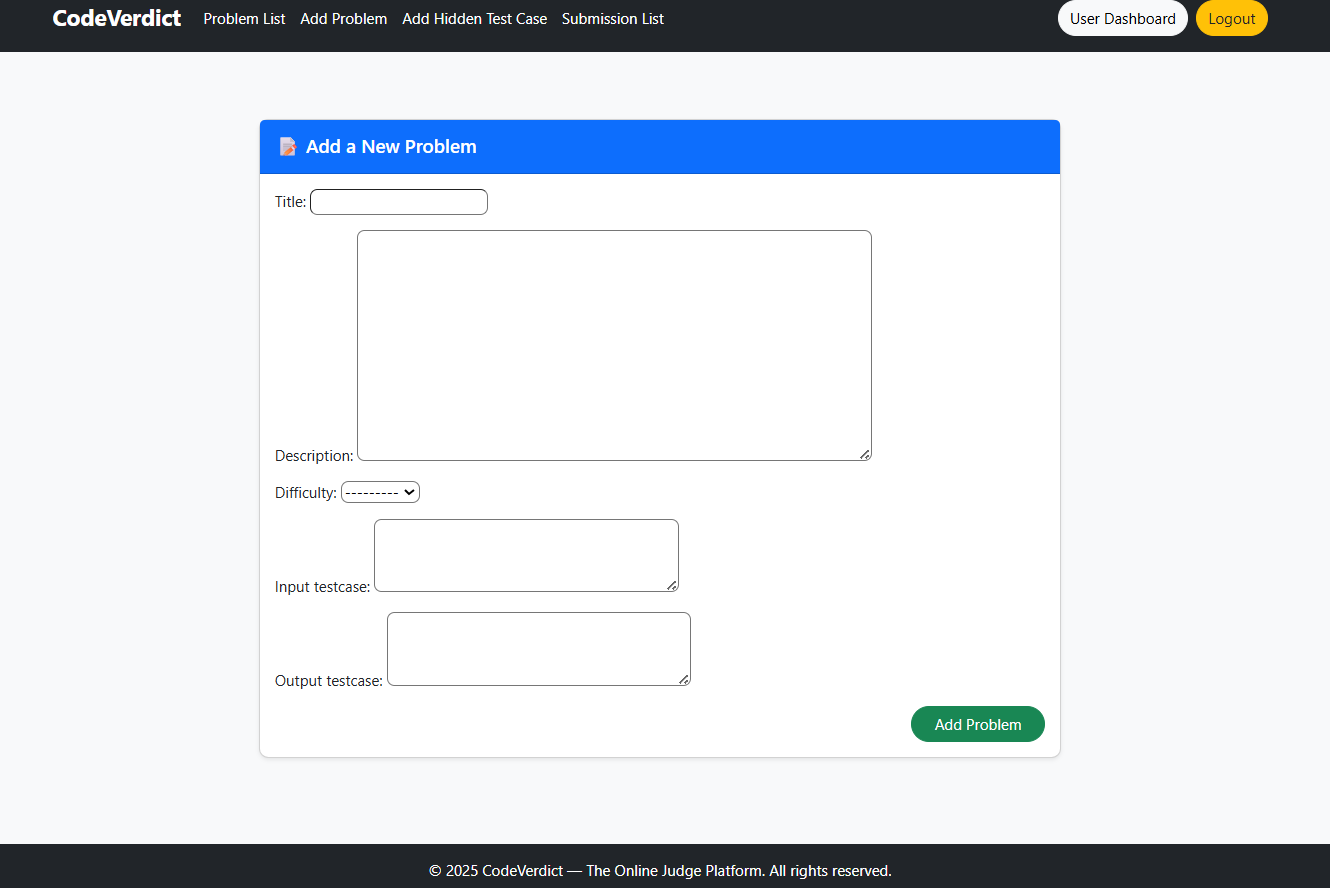 CodeVerdict Problem List Add Problem Add Hidden Test Case Submission List User Dashboard Logout
📝 Add a New Problem
Title:
Description:
Difficulty: ---------
Input testcase:
Output testcase:
Add Problem
© 2025 CodeVerdict — The Online Judge Platform. All rights reserved.